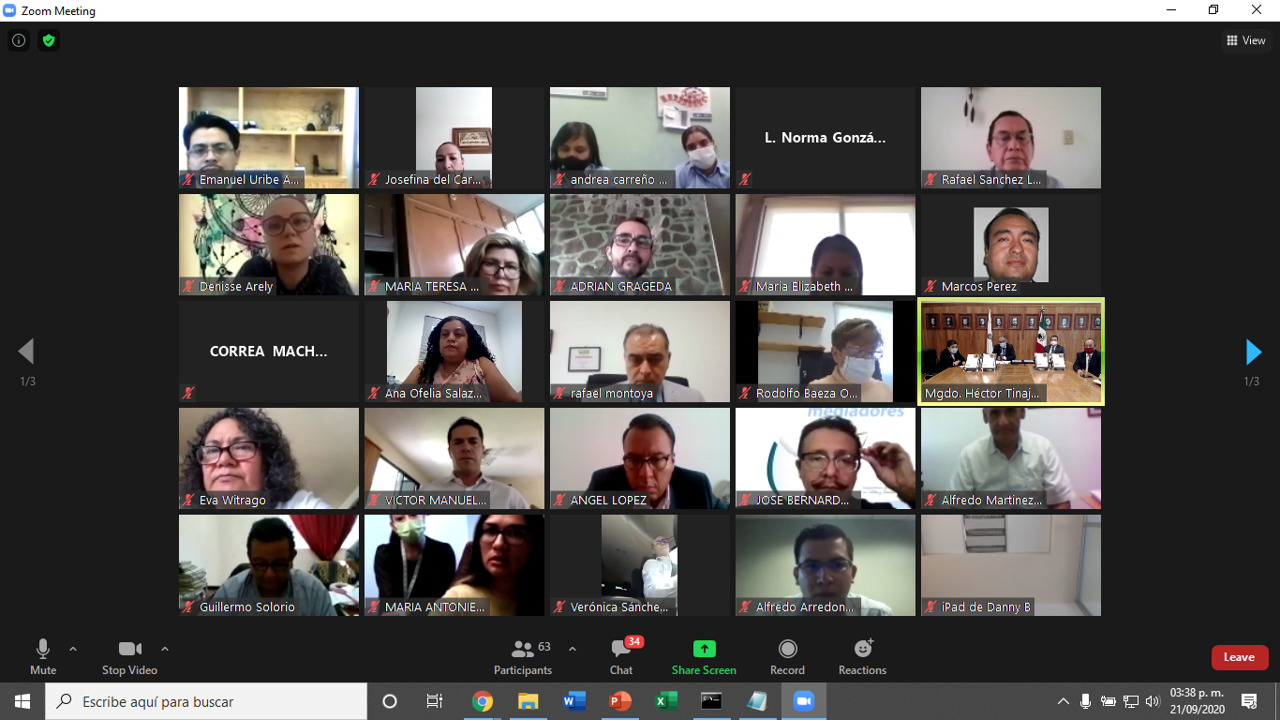 Zoom Meeting
View
Emanuel Uribe A...
Josefina del Car...
andrea carreño ...
L. Norma Gonzá...
Rafael Sanchez L...
Denisse Arely
MARIA TERESA ...
ADRIAN GRAGEDA
Maria Elizabeth ...
Marcos Perez
CORREA MACH...
Ana Ofelia Salaz...
rafael montoya
Rodolfo Baeza O...
Mgdo. Héctor Tinaj...
1/3
1/3
mediadores
Eva Witrago
VICTOR MANUEL...
ANGEL LOPEZ
JOSE BERNARD...
Alfredo Martínez...
Guillermo Solorio
MARIA ANTONIE...
Verónica Sánche...
Alfredo Arredon...
iPad de Danny B
Mute
Stop Video
63
Participants
34
Chat
Share Screen
Record
Reactions
Leave
Escribe aquí para buscar
03:38 p. m.
21/09/2020